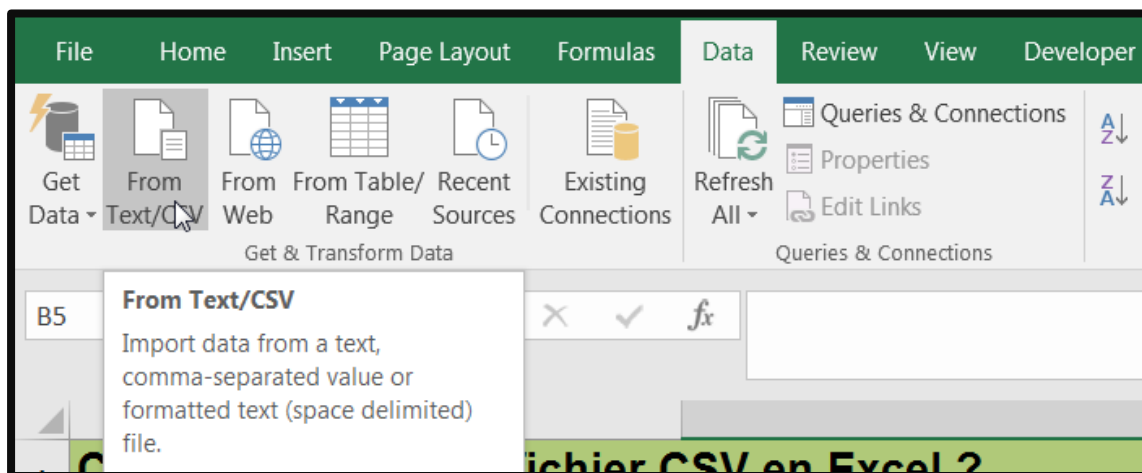 File Home Insert Page Layout Formulas Data Review View Developer
Queries & Connections
Properties
Edit Links
Get Data
From Text/CSV
From Web
From Table/ Range
Recent Sources
Existing Connections
Refresh All
A Z
Z A
Get & Transform Data
Queries & Connections
B5
fx
From Text/CSV
Import data from a text,
comma-separated value or
formatted text (space delimited)
file.
CSV en Excel ?